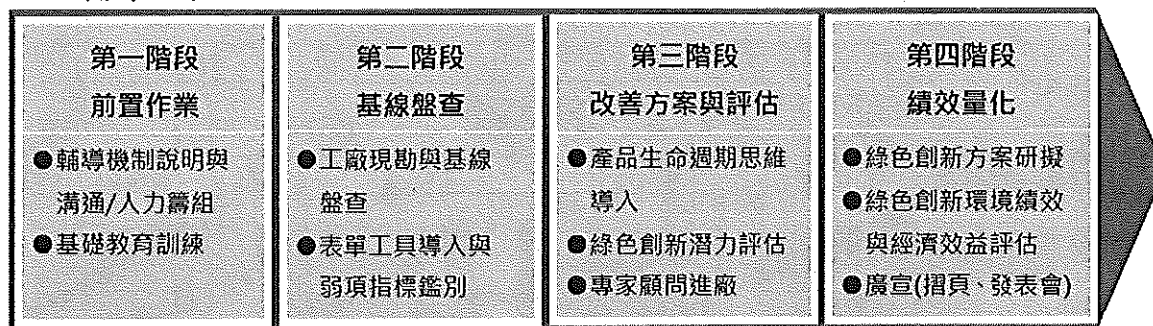 第一階段
前置作業
●輔導機制說明與
溝通/人力籌組
●基礎教育訓練
第二階段
基線盤查
●工廠現勘與基線
盤查
●表單工具導入與
弱項指標鑑別
第三階段
改善方案與評估
●產品生命週期思維
導入
●綠色創新潛力評估
●專家顧問進廠
第四階段
績效量化
●綠色創新方案研擬
●綠色創新環境績效
與經濟效益評估
●廣宣(摺頁、發表會)